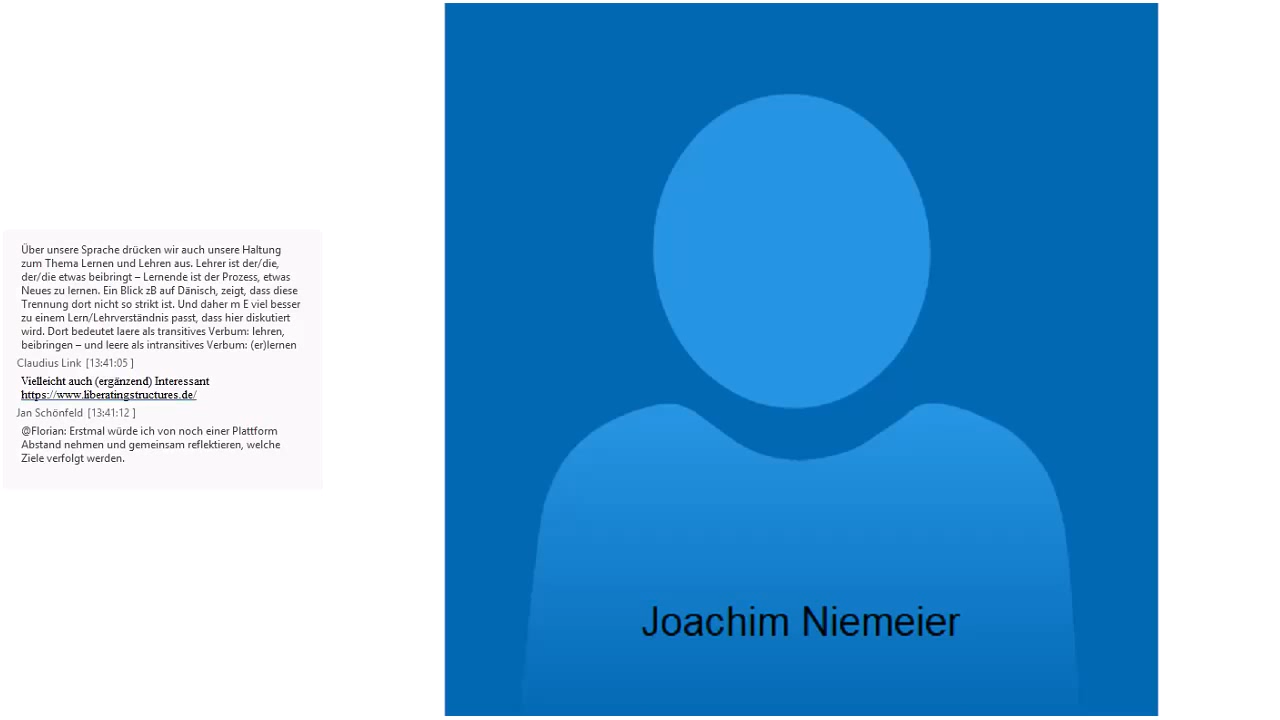 Über unsere Sprache drücken wir auch unsere Haltung
zum Thema Lernen und Lehren aus. Lehrer ist der/die,
der/die etwas beibringt – Lernende ist der Prozess, etwas
Neues zu lernen. Ein Blick zB auf Dänisch, zeigt, dass diese
Trennung dort nicht so strikt ist. Und daher m E viel besser
zu einem Lern/Lehrverständnis passt, dass hier diskutiert
wird. Dort bedeutet laere als transitives Verbum: lehren,
beibringen – und leere als intransitives Verbum: (er)lernen
Claudius Link [13:41:05 ]
Vielleicht auch (ergänzend) Interessant
https://www.liberatingstructures.de/
Jan Schönfeld [13:41:12 ]
@Florian: Erstmal würde ich von noch einer Plattform
Abstand nehmen und gemeinsam reflektieren, welche
Ziele verfolgt werden.
Joachim Niemeier